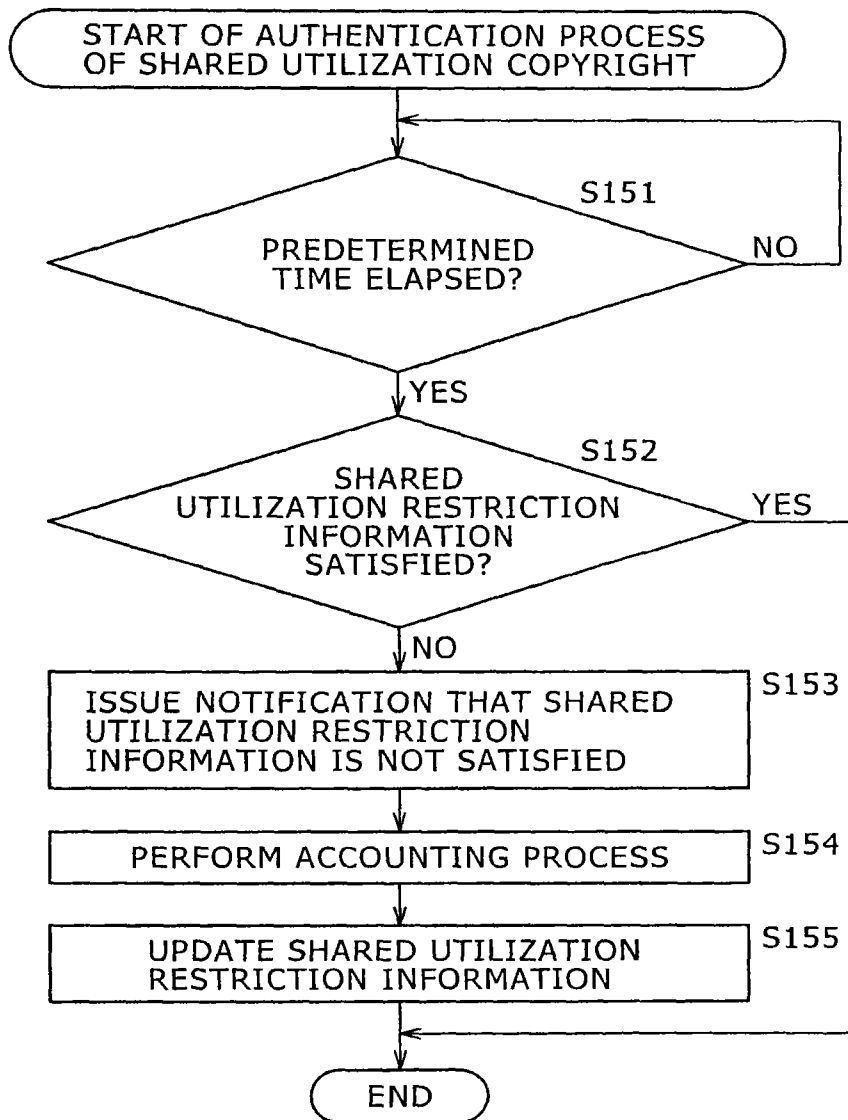 START OF AUTHENTICATION PROCESS
OF SHARED UTILIZATION COPYRIGHT
S151
PREDETERMINED
TIME ELAPSED?
NO
YES
S152
SHARED
UTILIZATION RESTRICTION
INFORMATION
SATISFIED?
YES
NO
S153
ISSUE NOTIFICATION THAT SHARED
UTILIZATION RESTRICTION
INFORMATION IS NOT SATISFIED
S154
PERFORM ACCOUNTING PROCESS
S155
UPDATE SHARED UTILIZATION
RESTRICTION INFORMATION
END